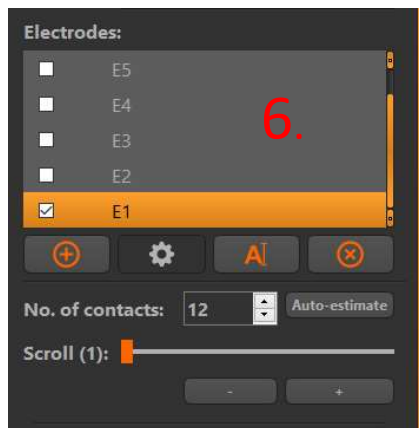 Electrodes:
E5
E4
6.
E3
E2
E1
A
No. of contacts: 12 Auto-estimate
Scroll (1):
- +